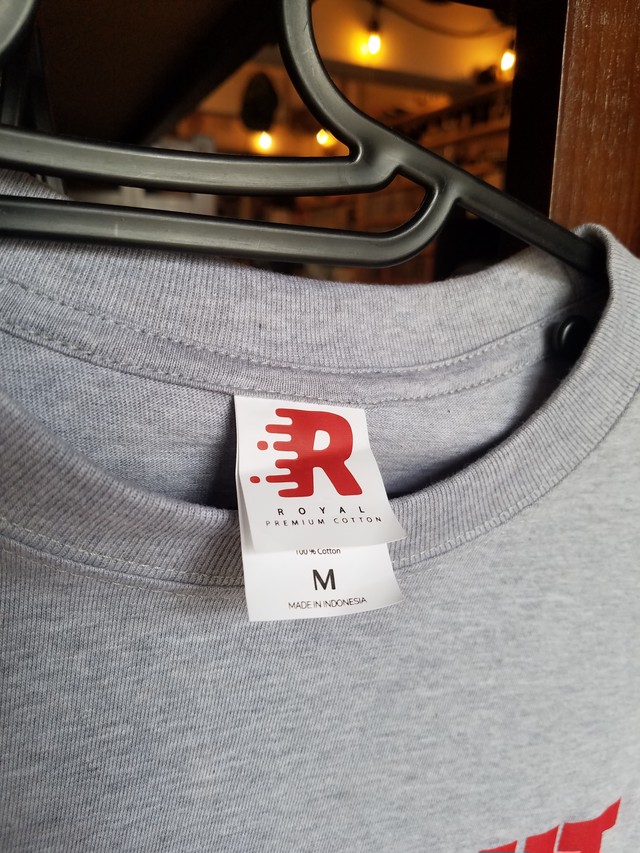 R
ROYAL
PREMIUM COTTON
100 % Cotton
M
MADE IN INDONESIA